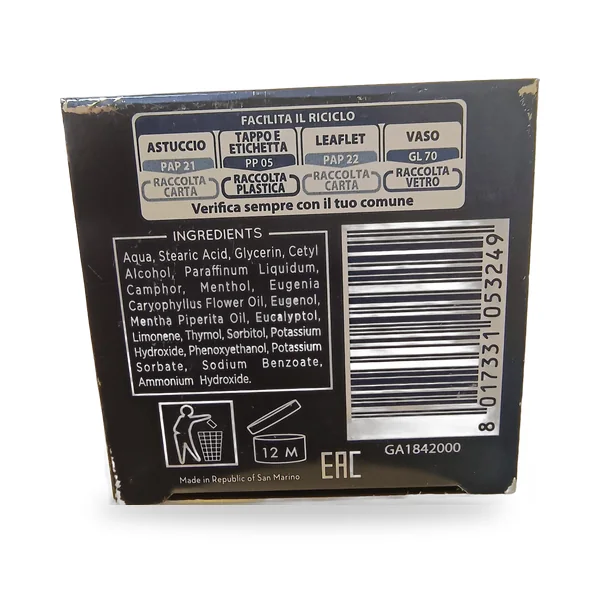 FACILITA IL RICICLO
ASTUCCIO
PAP 21
RACCOLTA
CARTA
TAPPO E
ETICHETTA
PP 05
RACCOLTA
PLASTICA
LEAFLET
PAP 22
RACCOLTA
CARTA
VASO
GL 70
RACCOLTA
VETRO
Verifica sempre con il tuo comune
INGREDIENTS
Aqua, Stearic Acid, Glycerin, Cetyl
Alcohol, Paraffinum Liquidum,
Camphor, Menthol, Eugenia
Caryophyllus Flower Oil, Eugenol,
Mentha Piperita Oil, Eucalyptol,
Limonene, Thymol, Sorbitol, Potassium
Hydroxide, Phenoxyethanol, Potassium
Sorbate, Sodium Benzoate,
Ammonium Hydroxide.
12 M
Made in Republic of San Marino
EAC
8 017331 053249
GA1842000